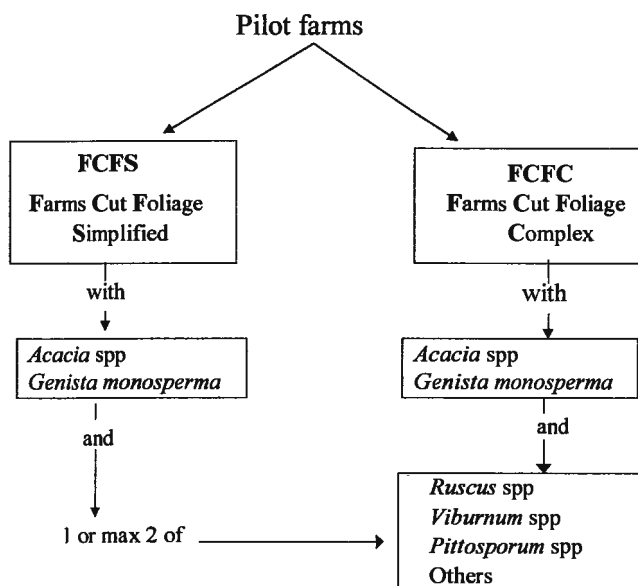 Pilot farms
FCFS
Farms Cut Foliage
Simplified
with
Acacia spp
Genista monosperma
and
1 or max 2 of
FCFC
Farms Cut Foliage
Complex
with
Acacia spp
Genista monosperma
and
Ruscus spp
Viburnum spp
Pittosporum spp
Others